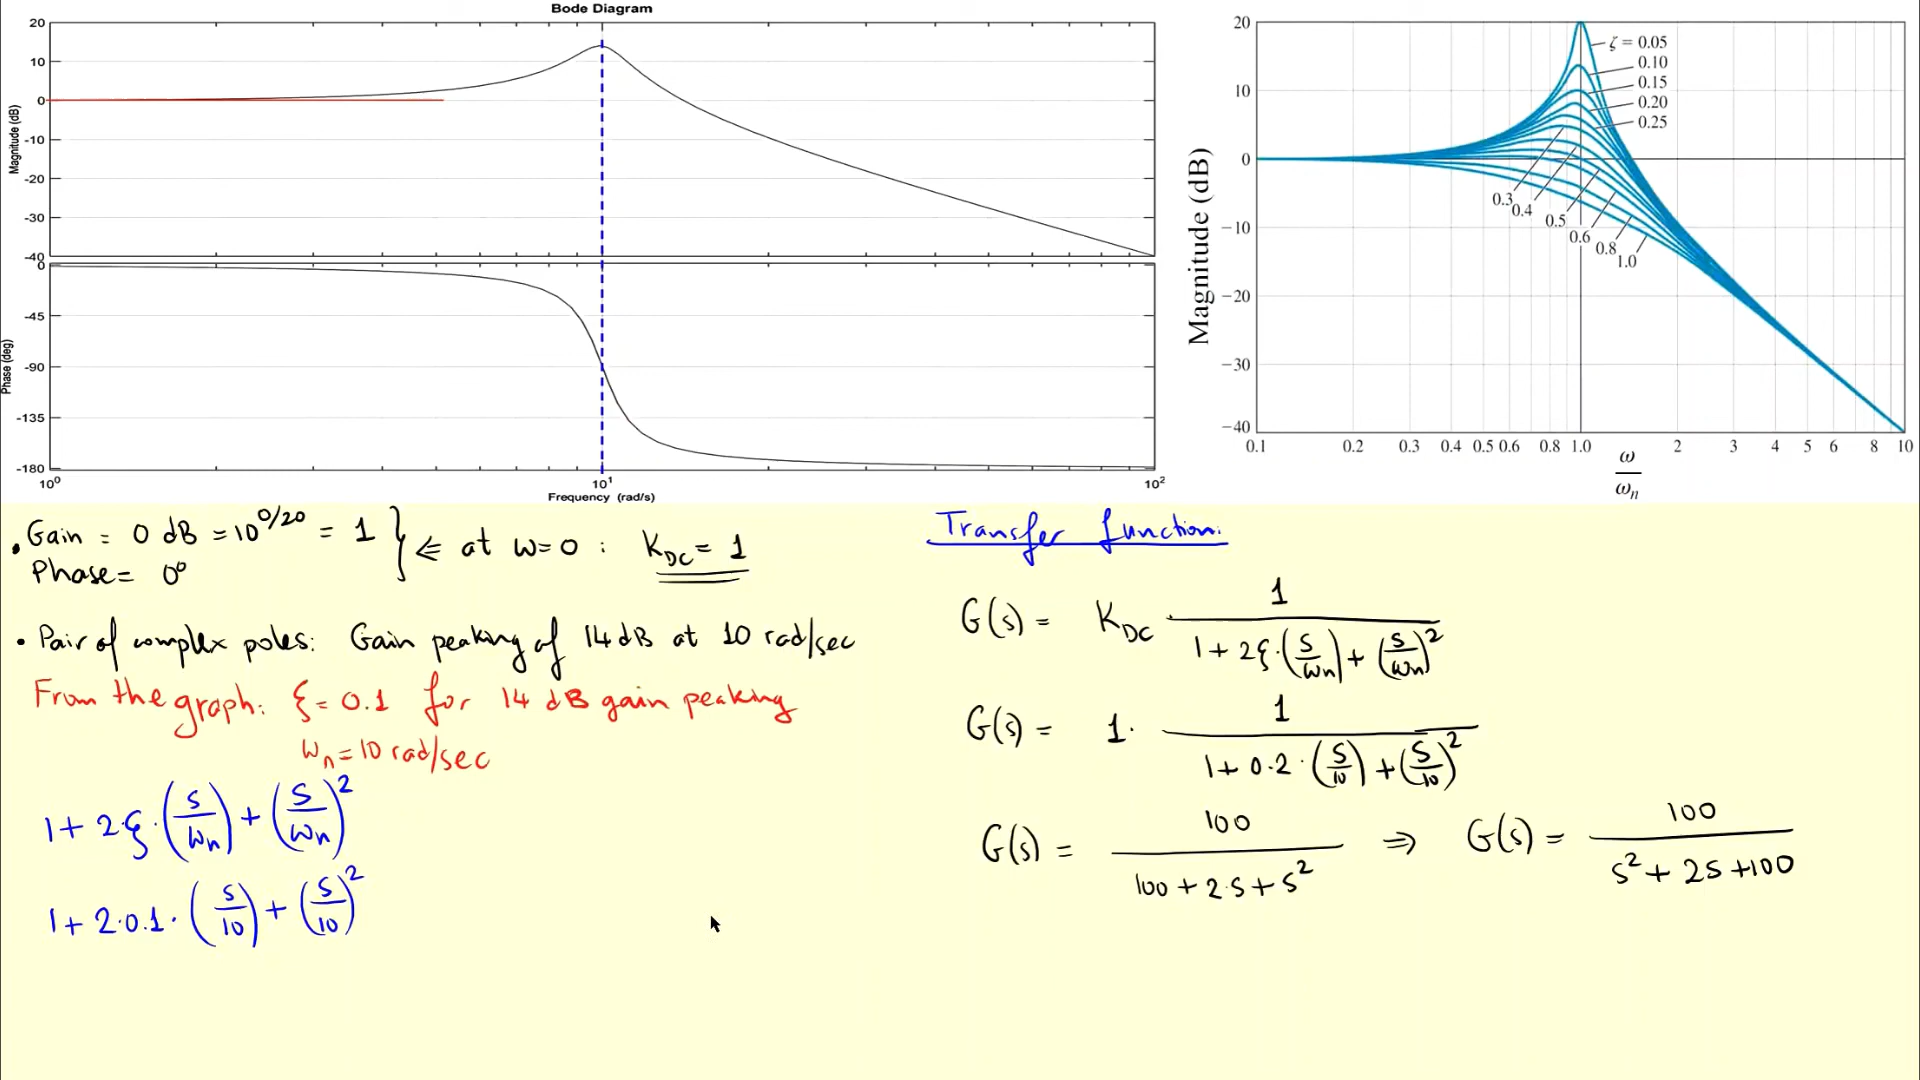 Bode Diagram
Magnitude (dB)
20
10
0
-10
-20
-30
-40
Phase (deg)
0
-45
-90
-135
-180
10⁰ 10¹ 10²
Frequency (rad/s)
Magnitude (dB)
20
10
0
−10
−20
−30
−40
ζ = 0.05
0.10
0.15
0.20
0.25
0.3
0.4
0.5
0.6
0.8
1.0
0.1 0.2 0.3 0.4 0.5 0.6 0.8 1.0 2 3 4 5 6 8 10
ω/ωn
• Gain = 0 dB = 10^(0/20) = 1 } ⇐ at w=0 : K_DC = 1
Phase = 0°
• Pair of complex poles: Gain peaking of 14 dB at 10 rad/sec
From the graph: ξ = 0.1 for 14 dB gain peaking
wn = 10 rad/sec
1 + 2·ξ·(s/wn) + (s/wn)²
1 + 2·0.1·(s/10) + (s/10)²
Transfer function:
G(s) = K_DC 1/(1 + 2ξ·(s/wn) + (s/wn)²)
G(s) = 1· 1/(1 + 0.2·(s/10) + (s/10)²)
G(s) = 100/(100 + 2·s + s²) ⇒ G(s) = 100/(s² + 2s + 100)